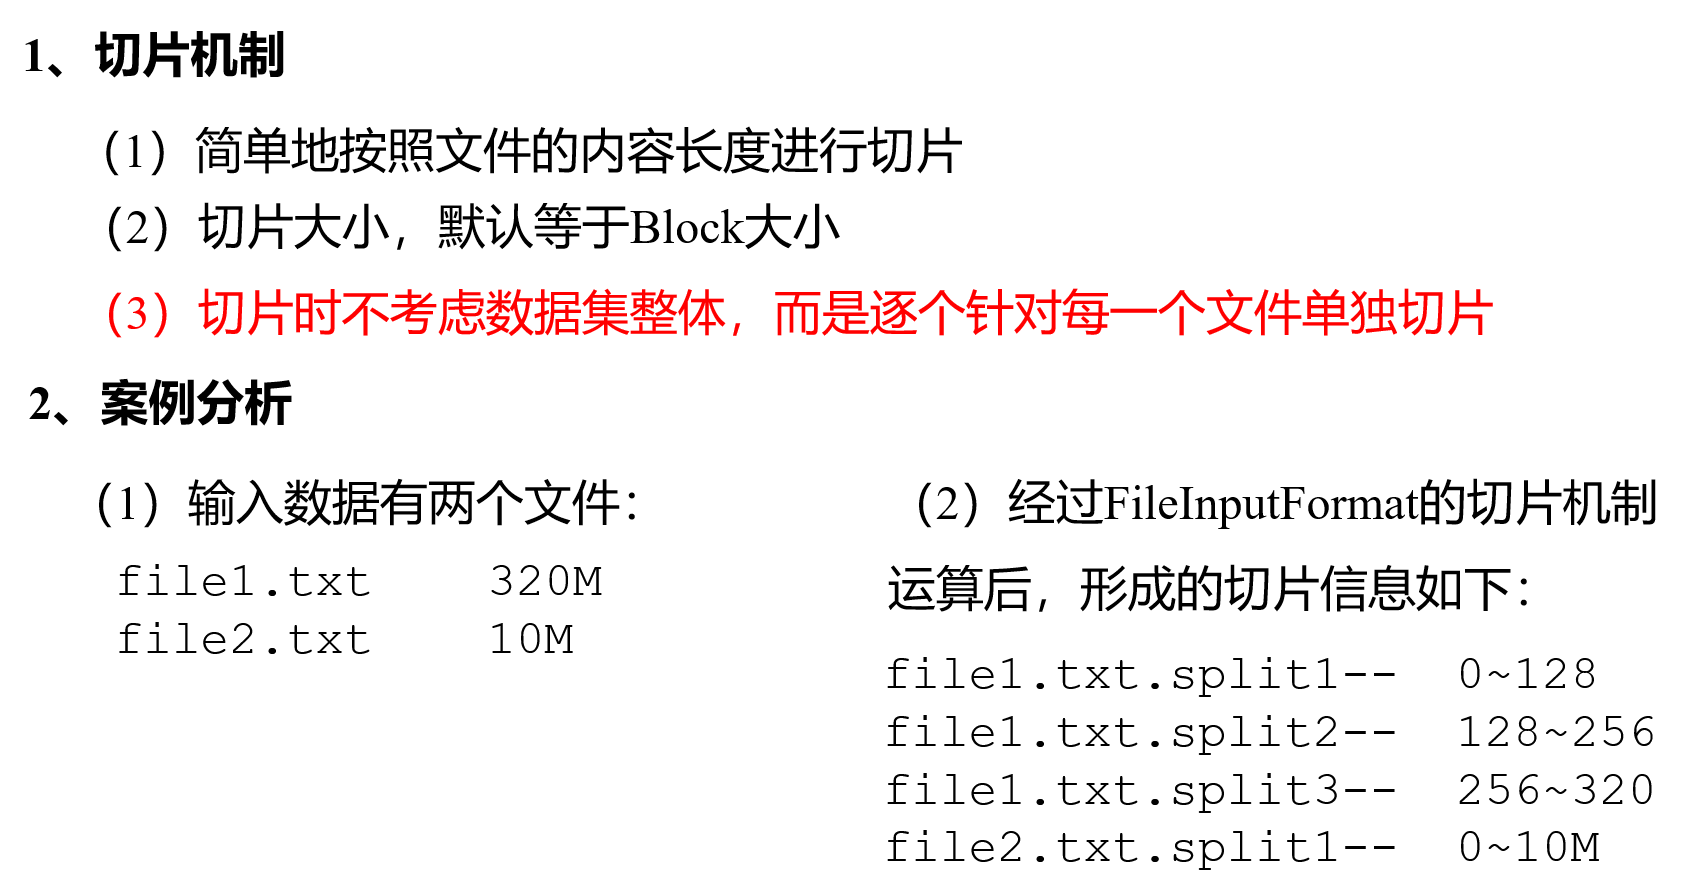 1、切片机制
（1）简单地按照文件的内容长度进行切片
（2）切片大小，默认等于Block大小
（3）切片时不考虑数据集整体，而是逐个针对每一个文件单独切片
2、案例分析
（1）输入数据有两个文件：
file1.txt    320M
file2.txt    10M
（2）经过FileInputFormat的切片机制
运算后，形成的切片信息如下：
file1.txt.split1--  0~128
file1.txt.split2--  128~256
file1.txt.split3--  256~320
file2.txt.split1--  0~10M